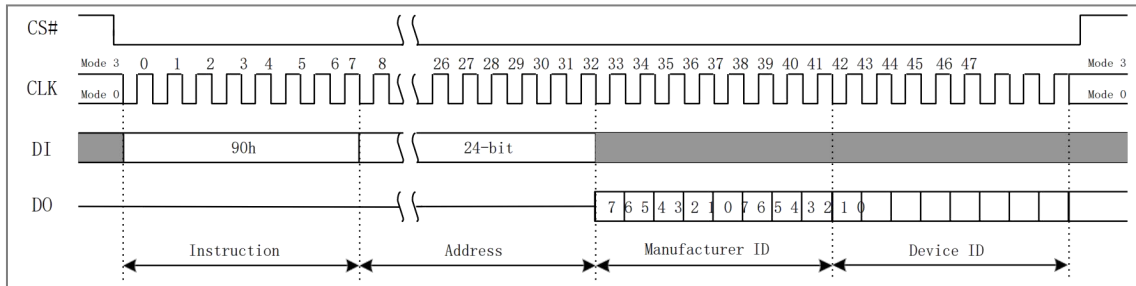 CS#
Mode 3 0 1 2 3 4 5 6 7 8 26 27 28 29 30 31 32 33 34 35 36 37 38 39 40 41 42 43 44 45 46 47 Mode 3
CLK
Mode 0 Mode 0
DI 90h 24-bit
DO 7 6 5 4 3 2 1 0 7 6 5 4 3 2 1 0
Instruction Address Manufacturer ID Device ID